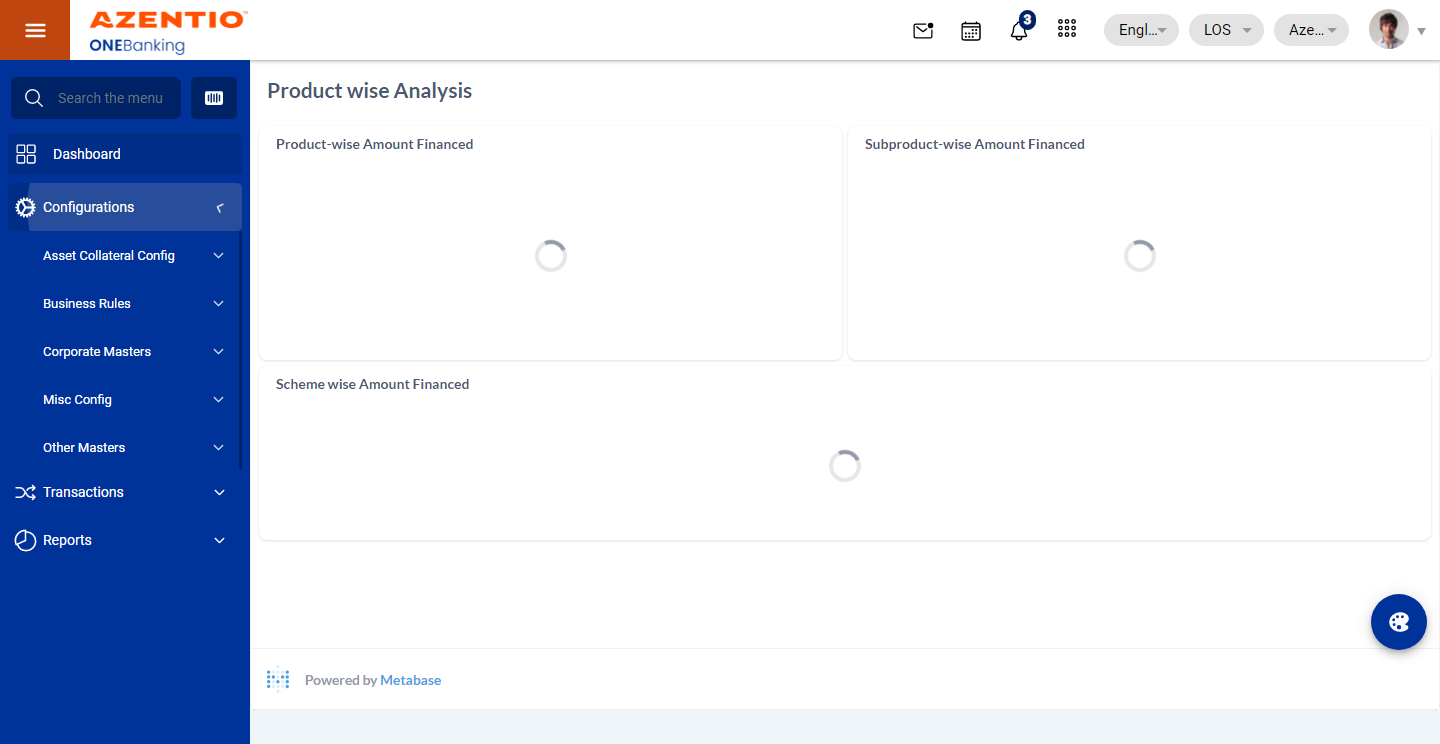 AZENTIO™
ONEBanking
3
Engl...
LOS
Aze...
Search the menu
Dashboard
Configurations
Asset Collateral Config
Business Rules
Corporate Masters
Misc Config
Other Masters
Transactions
Reports
Product wise Analysis
Product-wise Amount Financed
Subproduct-wise Amount Financed
Scheme wise Amount Financed
Powered by Metabase